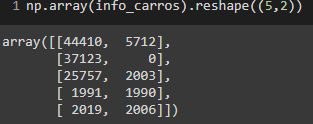 1 np.array(info_carros).reshape((5,2))
array([[44410,  5712],
       [37123,     0],
       [25757,  2003],
       [ 1991,  1990],
       [ 2019,  2006]])